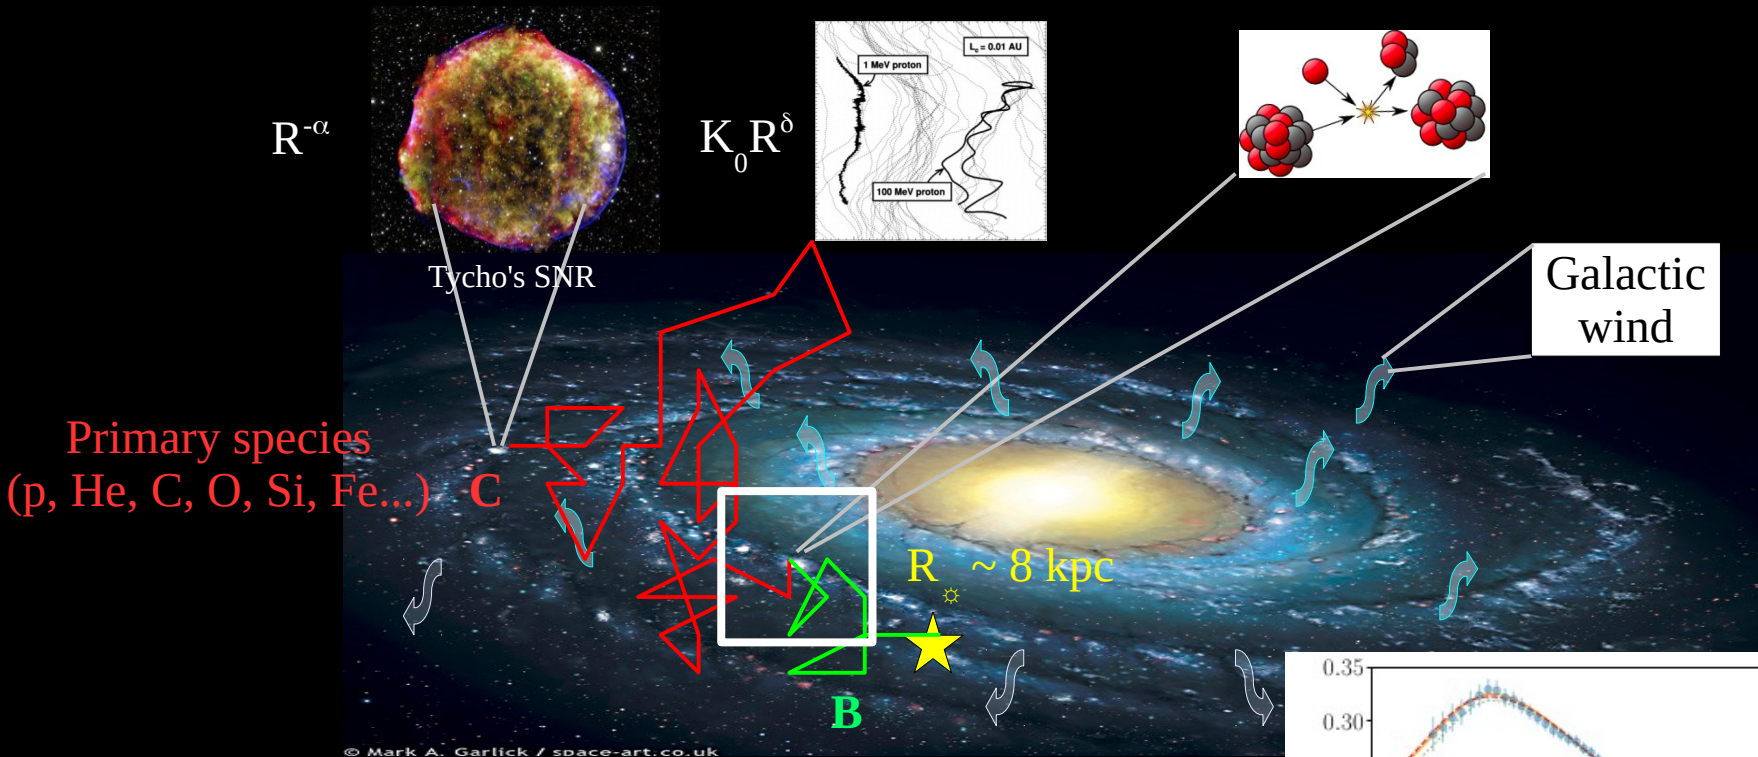 R-α
K0Rδ
Lc = 0.01 AU
1 MeV proton
100 MeV proton
Tycho's SNR
Galactic
wind
Primary species
(p, He, C, O, Si, Fe...) C
R☼ ~ 8 kpc
B
0.35
0.30
© Mark A. Garlick / space-art.co.uk